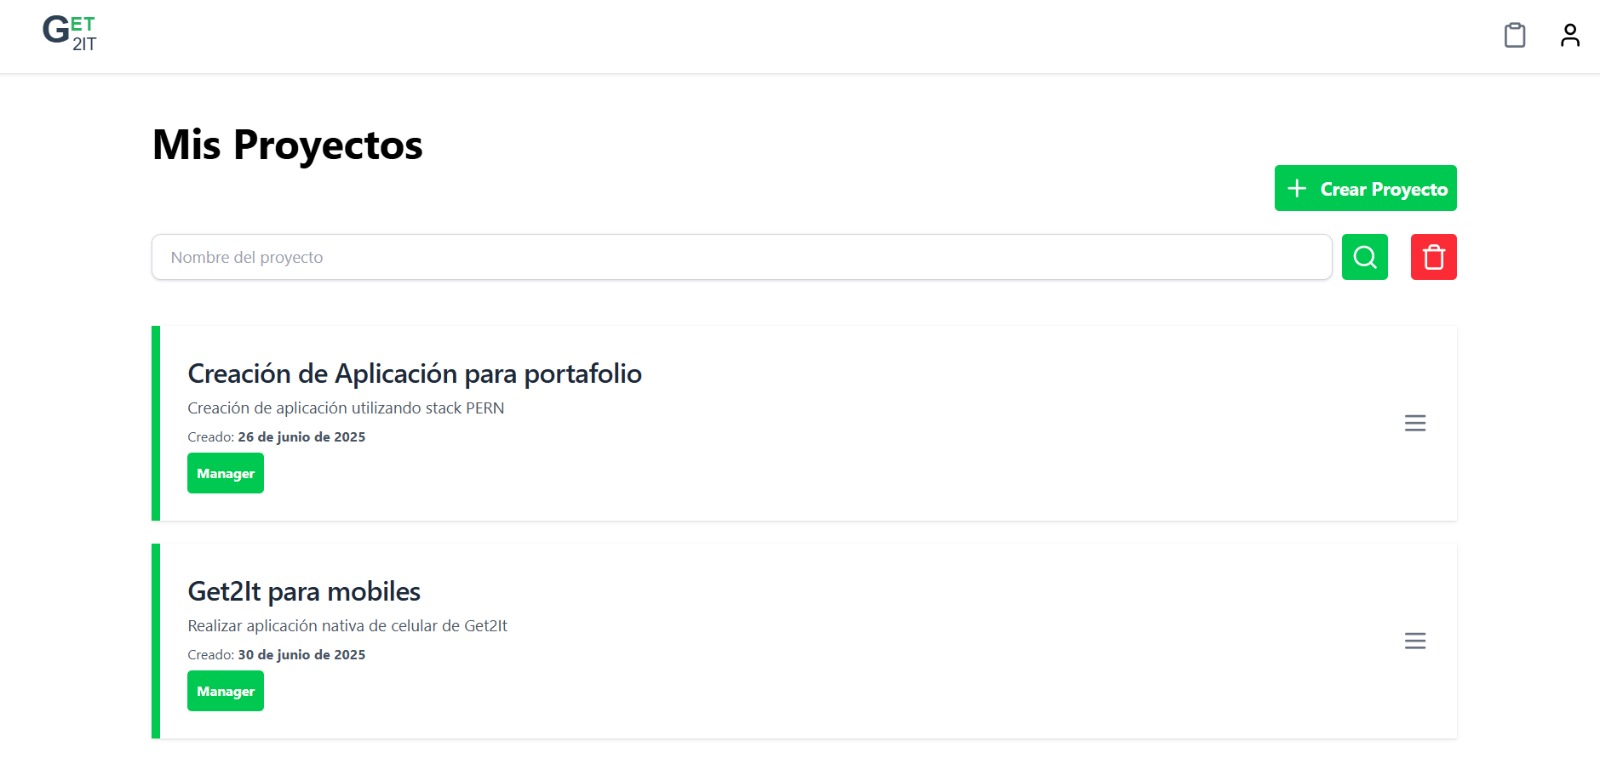 GET
2IT
Mis Proyectos
Crear Proyecto
Nombre del proyecto
Creación de Aplicación para portafolio
Creación de aplicación utilizando stack PERN
Creado: 26 de junio de 2025
Manager
Get2It para mobiles
Realizar aplicación nativa de celular de Get2It
Creado: 30 de junio de 2025
Manager